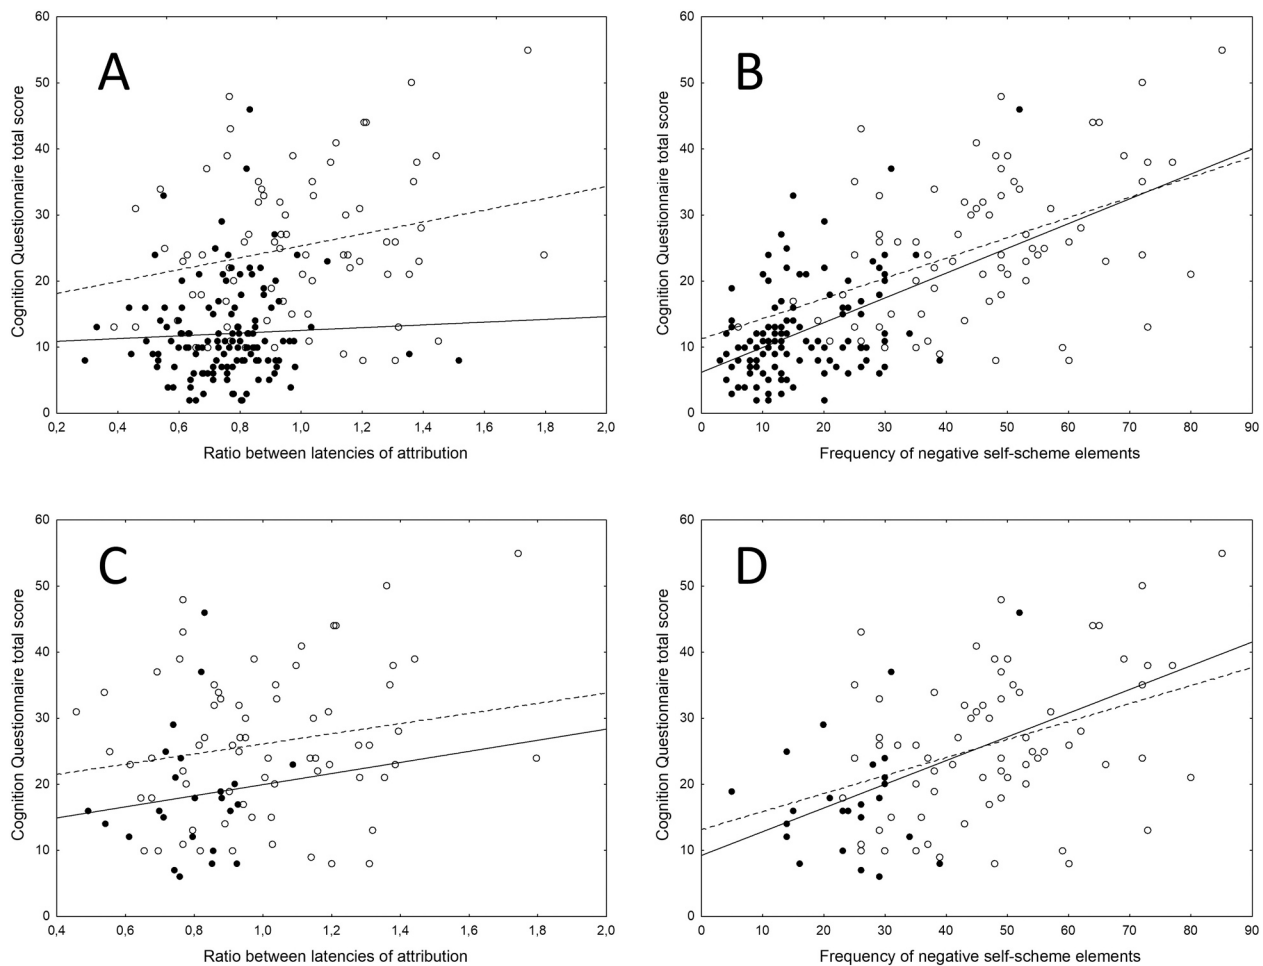 A
Cognition Questionnaire total score
60
50
40
30
20
10
0
0,2 0,4 0,6 0,8 1,0 1,2 1,4 1,6 1,8 2,0
Ratio between latencies of attribution
B
Cognition Questionnaire total score
60
50
40
30
20
10
0
0 10 20 30 40 50 60 70 80 90
Frequency of negative self-scheme elements
C
Cognition Questionnaire total score
60
50
40
30
20
10
0
0,4 0,6 0,8 1,0 1,2 1,4 1,6 1,8 2,0
Ratio between latencies of attribution
D
Cognition Questionnaire total score
60
50
40
30
20
10
0
0 10 20 30 40 50 60 70 80 90
Frequency of negative self-scheme elements